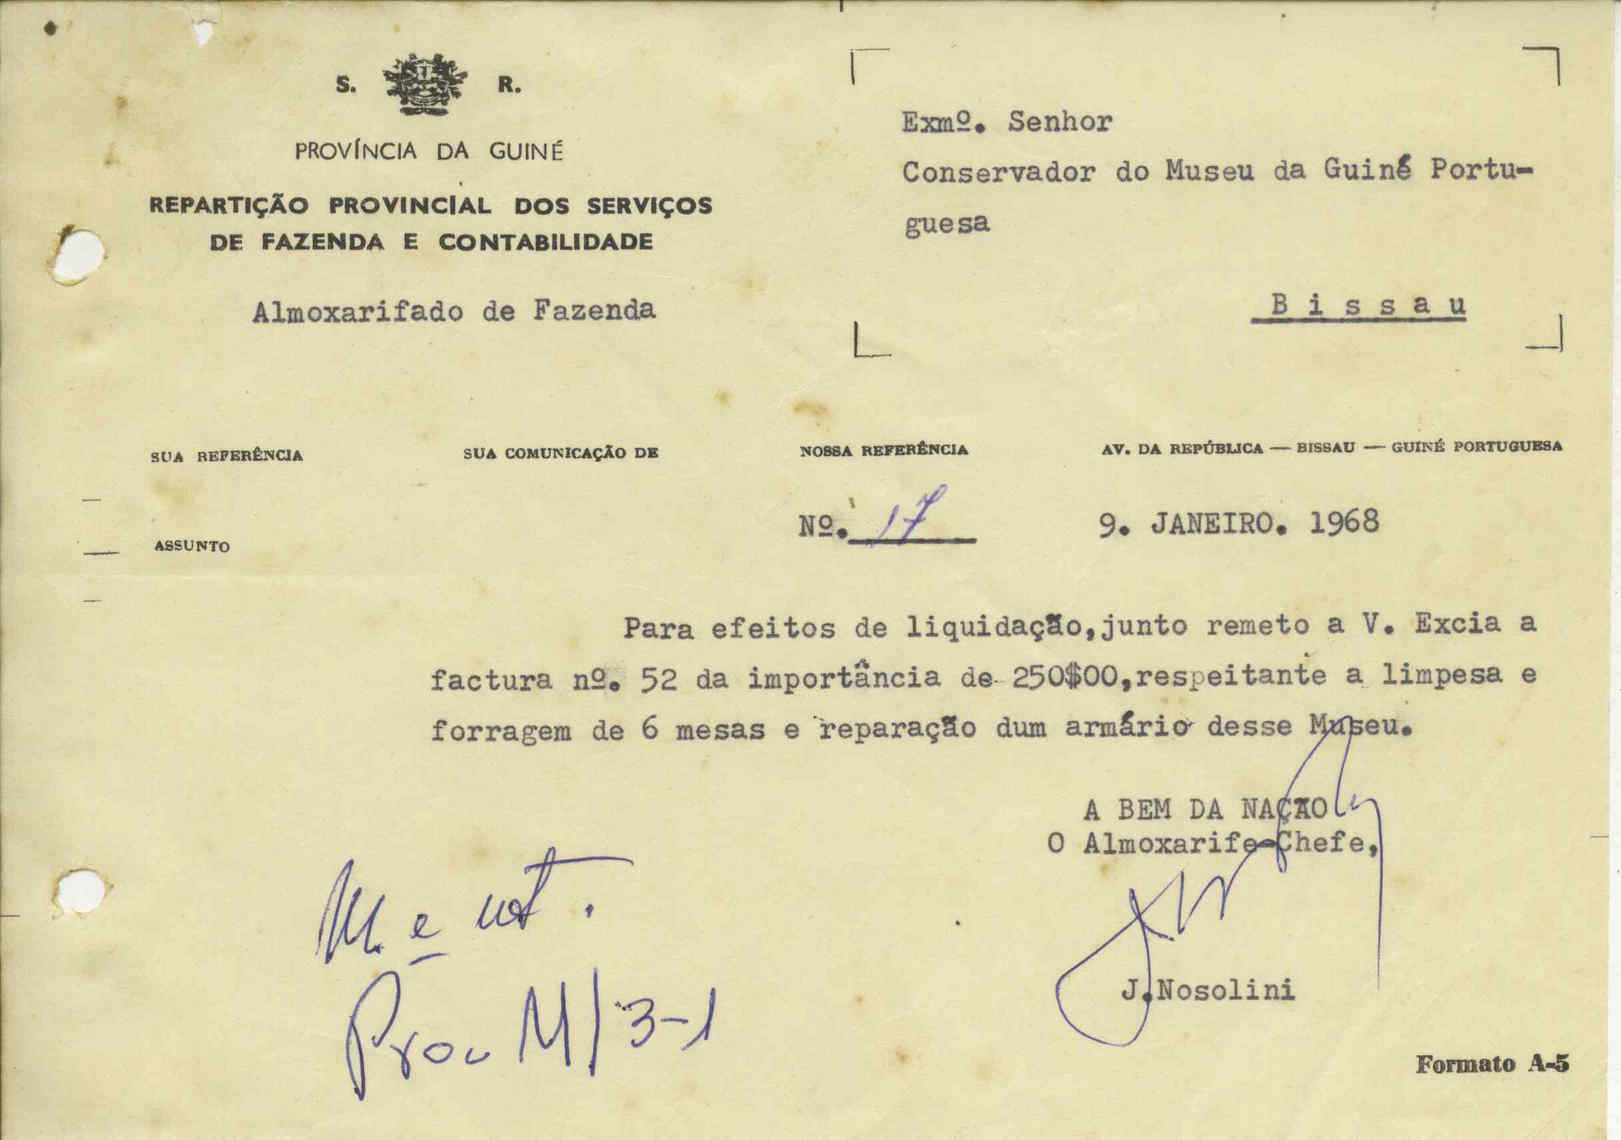 S. R.
PROVÍNCIA DA GUINÉ
REPARTIÇÃO PROVINCIAL DOS SERVIÇOS
DE FAZENDA E CONTABILIDADE
Almoxarifado de Fazenda
Exmº. Senhor
Conservador do Museu da Guiné Portu-
guesa
Bissau
SUA REFERÊNCIA
SUA COMUNICAÇÃO DE
NOSSA REFERÊNCIA
AV. DA REPÚBLICA — BISSAU — GUINÉ PORTUGUESA
Nº. 17
9. JANEIRO. 1968
ASSUNTO
Para efeitos de liquidação,junto remeto a V. Excia a
factura nº. 52 da importância de 250$00,respeitante a limpesa e
forragem de 6 mesas e reparação dum armário desse Museu.
A BEM DA NAÇÃO
O Almoxarife-Chefe,
J.Nosolini
Proc M/3-1
Formato A-5